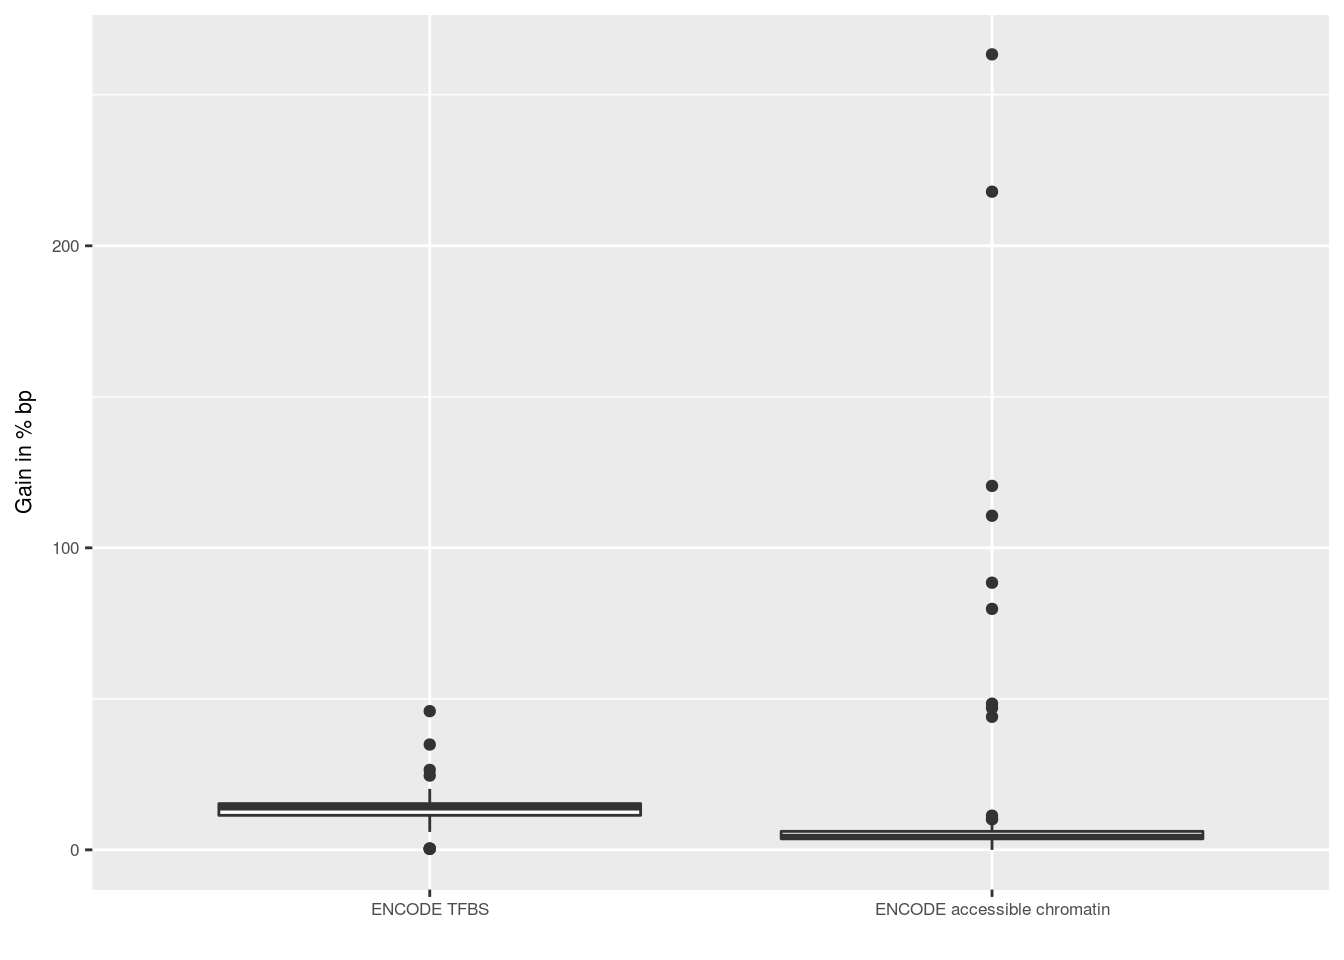 Gain in % bp
200
100
0
ENCODE TFBS
ENCODE accessible chromatin